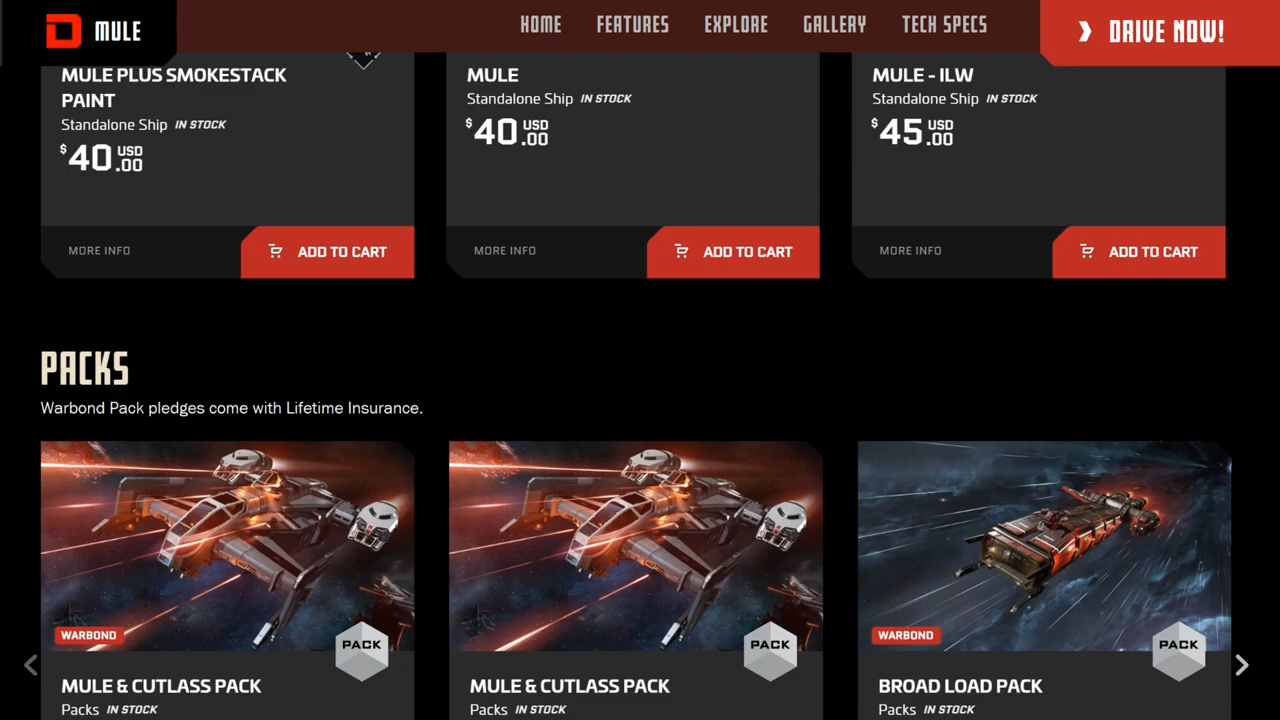 MULE
HOME
FEATURES
EXPLORE
GALLERY
TECH SPECS
DRIVE NOW!
MULE PLUS SMOKESTACK
PAINT
Standalone Ship IN STOCK
$40 USD .00
MORE INFO
ADD TO CART
MULE
Standalone Ship IN STOCK
$40 USD .00
MORE INFO
ADD TO CART
MULE - ILW
Standalone Ship IN STOCK
$45 USD .00
MORE INFO
ADD TO CART
PACKS
Warbond Pack pledges come with Lifetime Insurance.
WARBOND
PACK
MULE & CUTLASS PACK
Packs IN STOCK
PACK
MULE & CUTLASS PACK
Packs IN STOCK
WARBOND
PACK
BROAD LOAD PACK
Packs IN STOCK